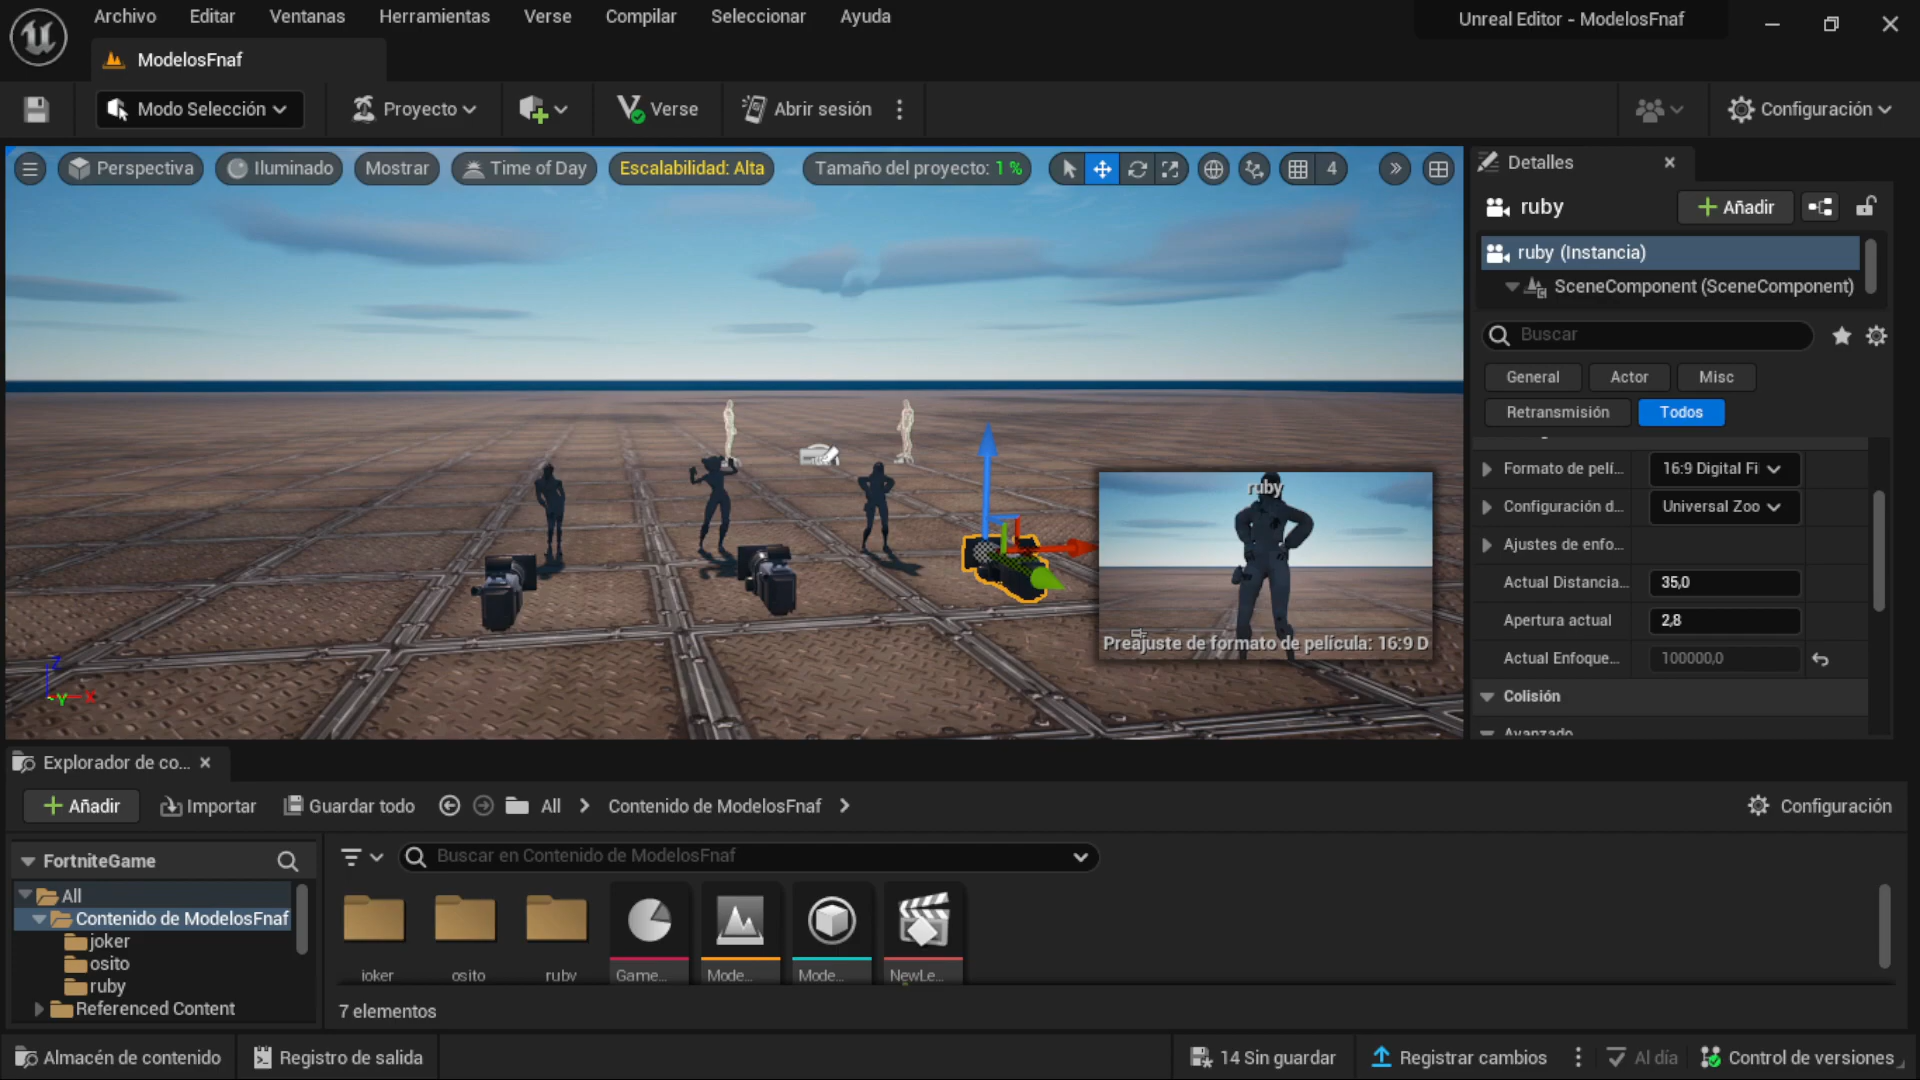 Archivo Editar Ventanas Herramientas Verse Compilar Seleccionar Ayuda
Unreal Editor - ModelosFnaf
ModelosFnaf
Modo Selección
Proyecto
Verse
Abrir sesión
Configuración
Perspectiva
Iluminado
Mostrar
Time of Day
Escalabilidad: Alta
Tamaño del proyecto: 1 %
4
ruby
Preajuste de formato de película: 16:9 D
Z
Y
X
Detalles
ruby
Añadir
ruby (Instancia)
SceneComponent (SceneComponent)
Buscar
General Actor Misc
Retransmisión Todos
Formato de pelí... 16:9 Digital Fi
Configuración d... Universal Zoo
Ajustes de enfo...
Actual Distancia... 35,0
Apertura actual 2,8
Actual Enfoque... 100000,0
Colisión
Avanzado
Explorador de co...
Añadir
Importar
Guardar todo
All
Contenido de ModelosFnaf
Configuración
FortniteGame
All
Contenido de ModelosFnaf
joker
osito
ruby
Referenced Content
Buscar en Contenido de ModelosFnaf
joker osito ruby Game... Mode... Mode... NewLe...
7 elementos
Almacén de contenido
Registro de salida
14 Sin guardar
Registrar cambios
Al día
Control de versiones